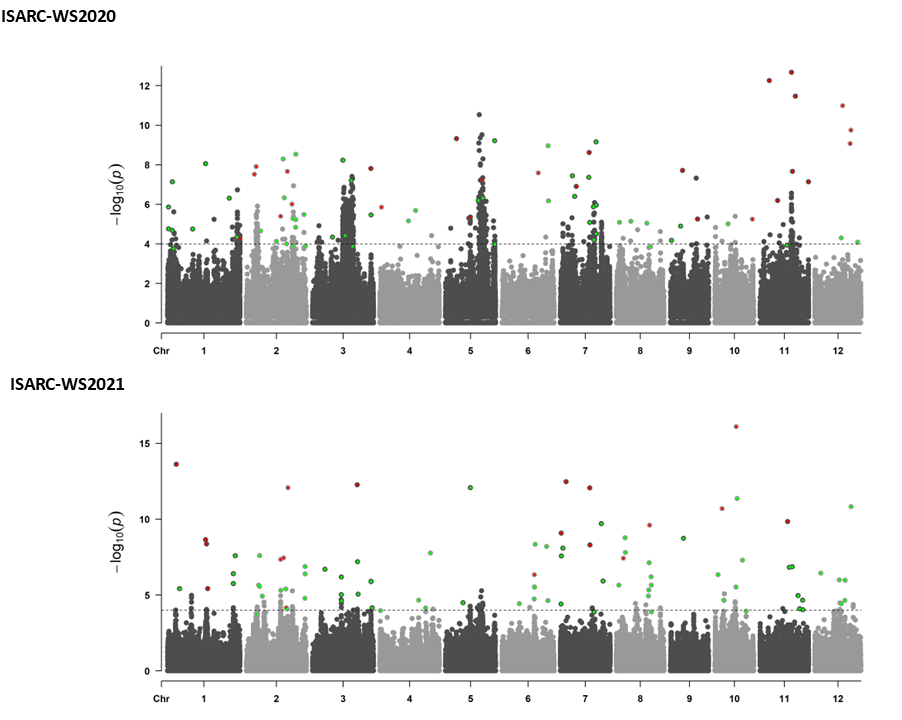 ISARC-WS2020
12
10
8
6
4
2
0
−log₁₀(p)
Chr 1 2 3 4 5 6 7 8 9 10 11 12
ISARC-WS2021
15
10
5
0
−log₁₀(p)
Chr 1 2 3 4 5 6 7 8 9 10 11 12